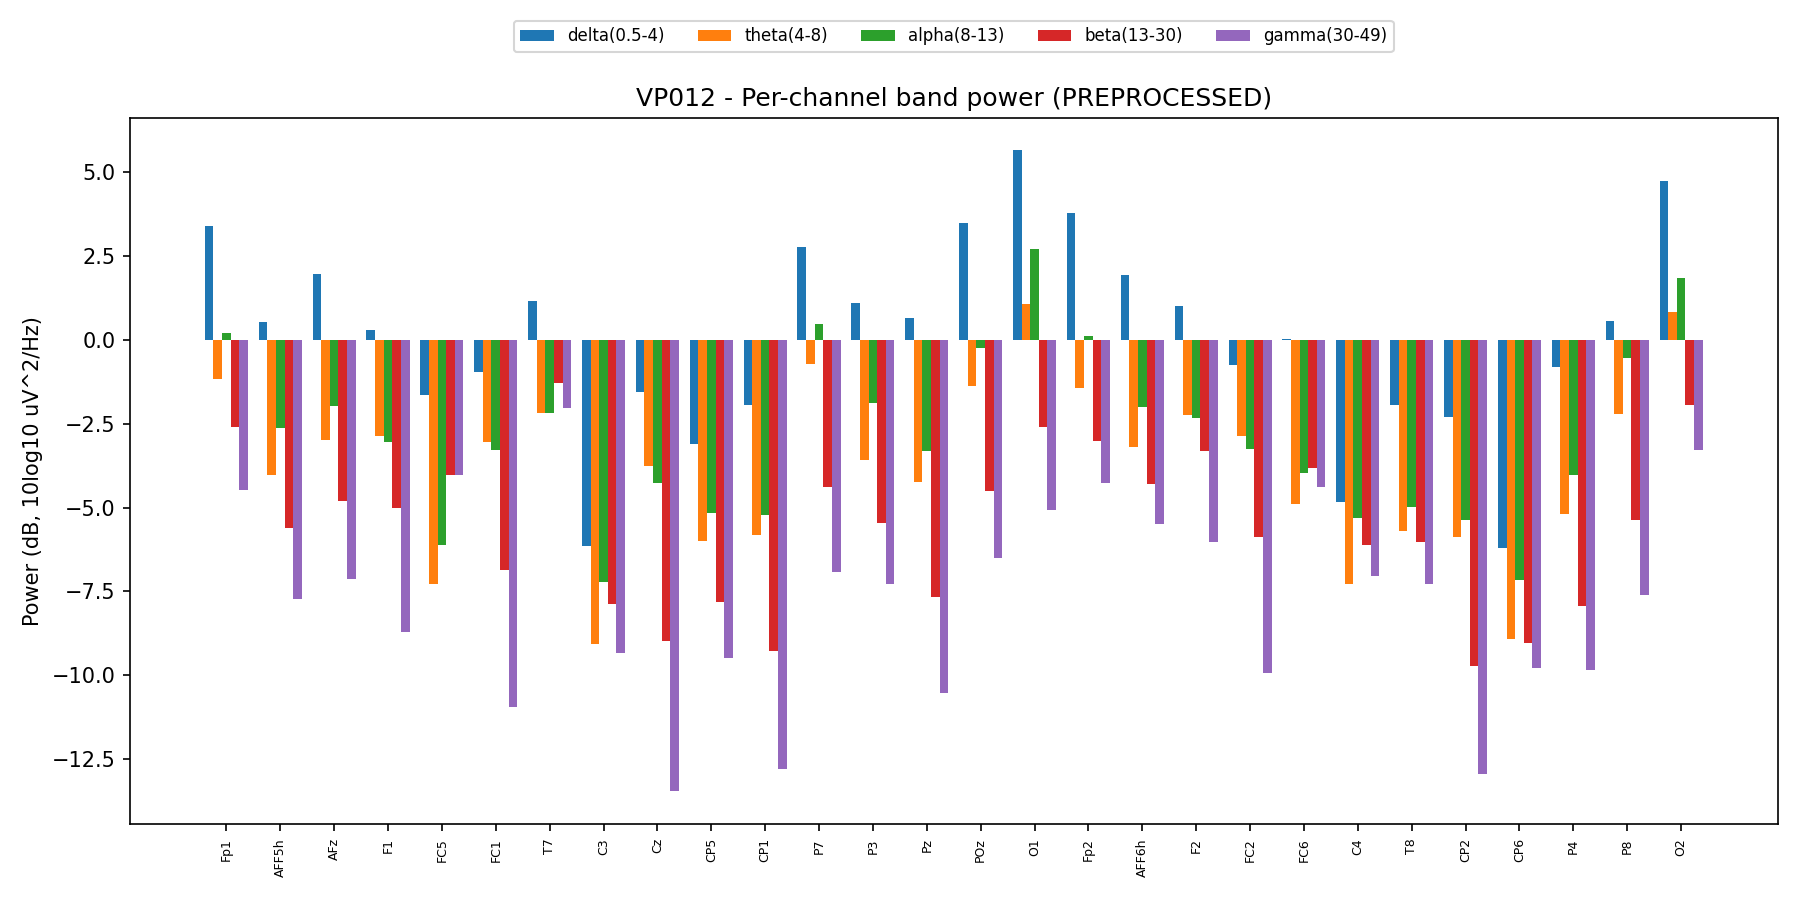 delta(0.5-4) theta(4-8) alpha(8-13) beta(13-30) gamma(30-49)
VP012 - Per-channel band power (PREPROCESSED)
Power (dB, 10log10 uV^2/Hz)
5.0
2.5
0.0
−2.5
−5.0
−7.5
−10.0
−12.5
Fp1 AFF5h AFz F1 FC5 FC1 T7 C3 Cz CP5 CP1 P7 P3 Pz POz O1 Fp2 AFF6h F2 FC2 FC6 C4 T8 CP2 CP6 P4 P8 O2